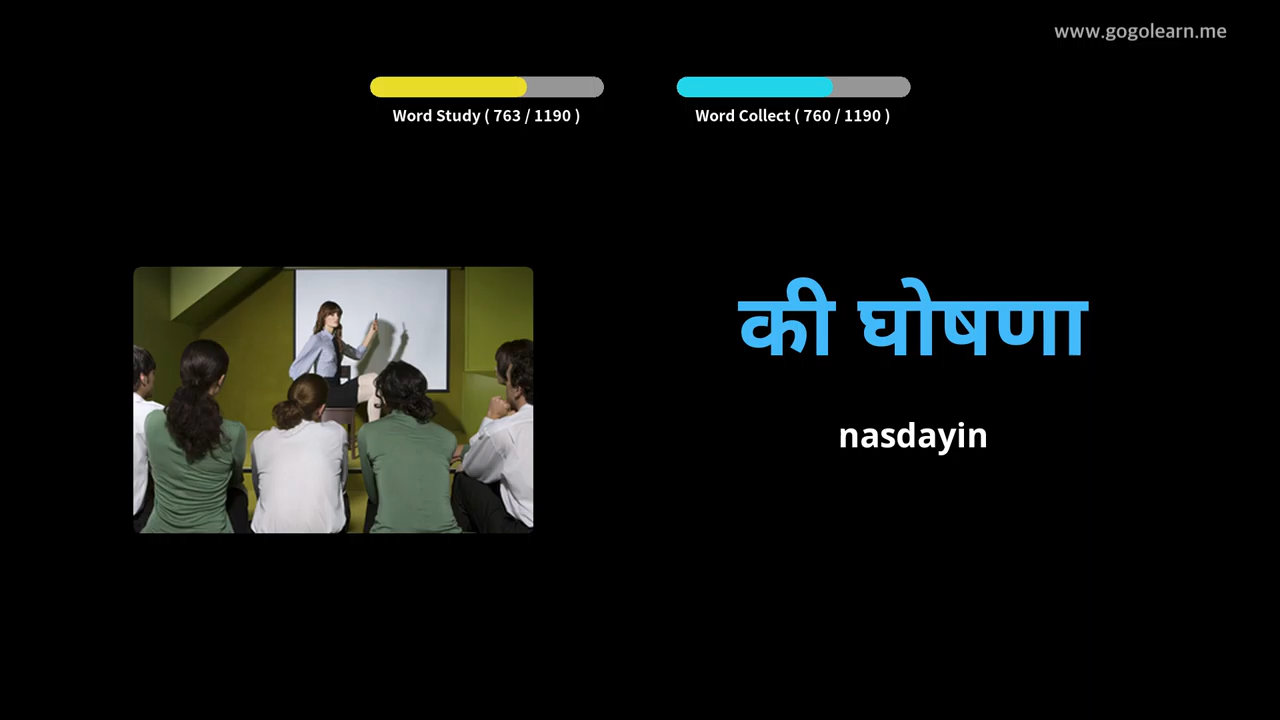 www.gogolearn.me
Word Study ( 763 / 1190 )
Word Collect ( 760 / 1190 )
की घोषणा
nasdayin